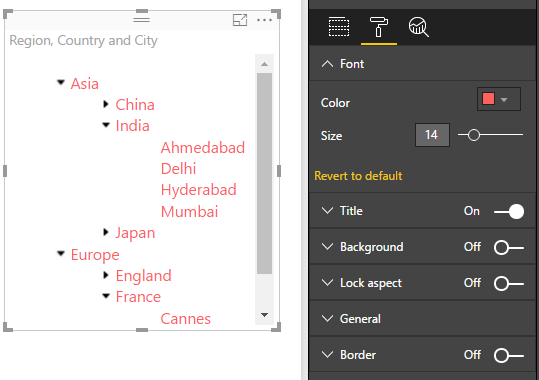 Region, Country and City
Asia
China
India
Ahmedabad
Delhi
Hyderabad
Mumbai
Japan
Europe
England
France
Cannes
Font
Color
Size 14
Revert to default
Title On
Background Off
Lock aspect Off
General
Border Off